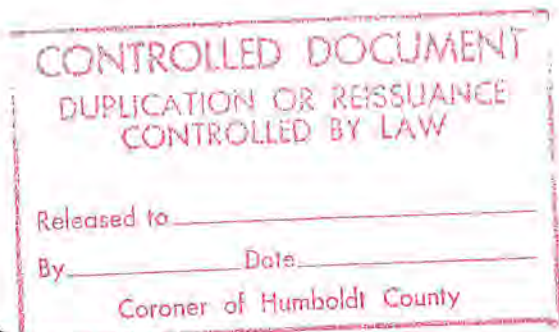 CONTROLLED DOCUMENT
DUPLICATION OR REISSUANCE
CONTROLLED BY LAW
Released to
By Date
Coroner of Humboldt County